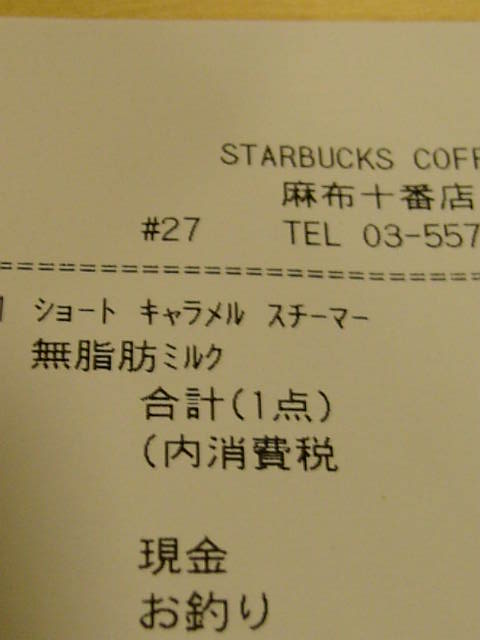 STARBUCKS COFF
麻布十番店
#27 TEL 03-557
1 ショート キャラメル スチーマー
無脂肪ミルク
合計(1点)
(内消費税
現金
お釣り